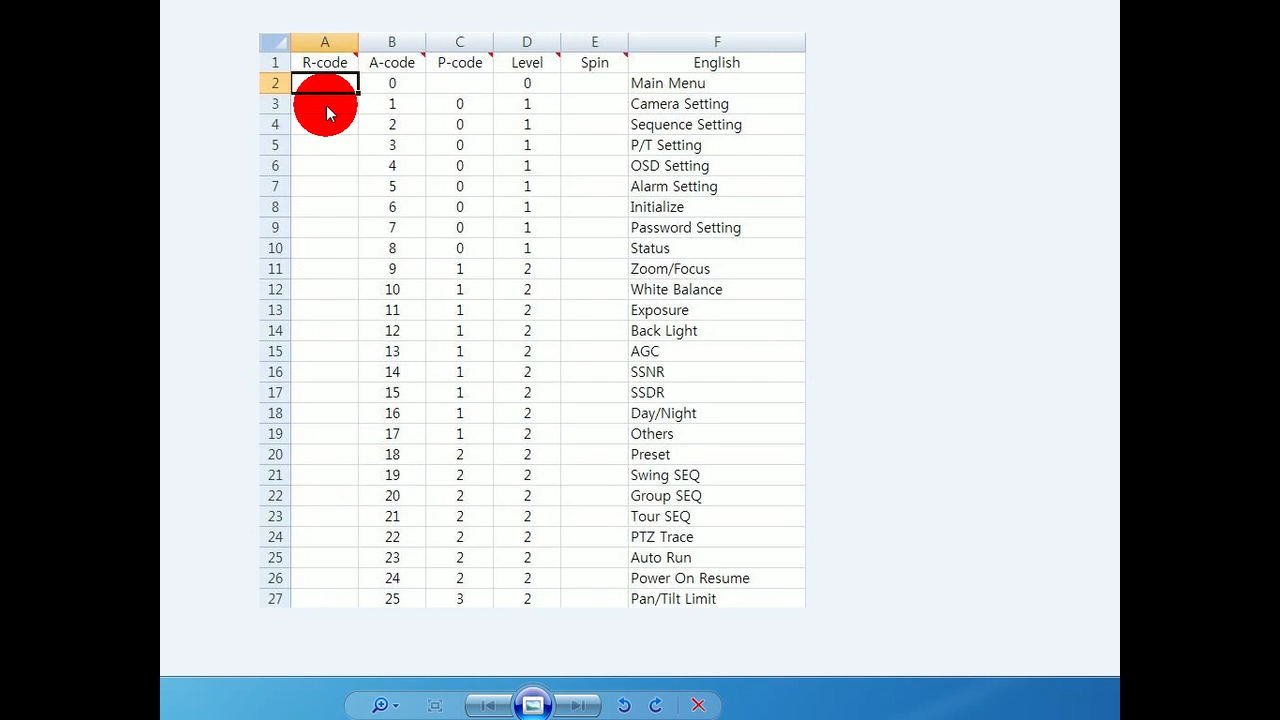 A B C D E F
1 R-code A-code P-code Level Spin English
2 0 0 Main Menu
3 1 0 1 Camera Setting
4 2 0 1 Sequence Setting
5 3 0 1 P/T Setting
6 4 0 1 OSD Setting
7 5 0 1 Alarm Setting
8 6 0 1 Initialize
9 7 0 1 Password Setting
10 8 0 1 Status
11 9 1 2 Zoom/Focus
12 10 1 2 White Balance
13 11 1 2 Exposure
14 12 1 2 Back Light
15 13 1 2 AGC
16 14 1 2 SSNR
17 15 1 2 SSDR
18 16 1 2 Day/Night
19 17 1 2 Others
20 18 2 2 Preset
21 19 2 2 Swing SEQ
22 20 2 2 Group SEQ
23 21 2 2 Tour SEQ
24 22 2 2 PTZ Trace
25 23 2 2 Auto Run
26 24 2 2 Power On Resume
27 25 3 2 Pan/Tilt Limit